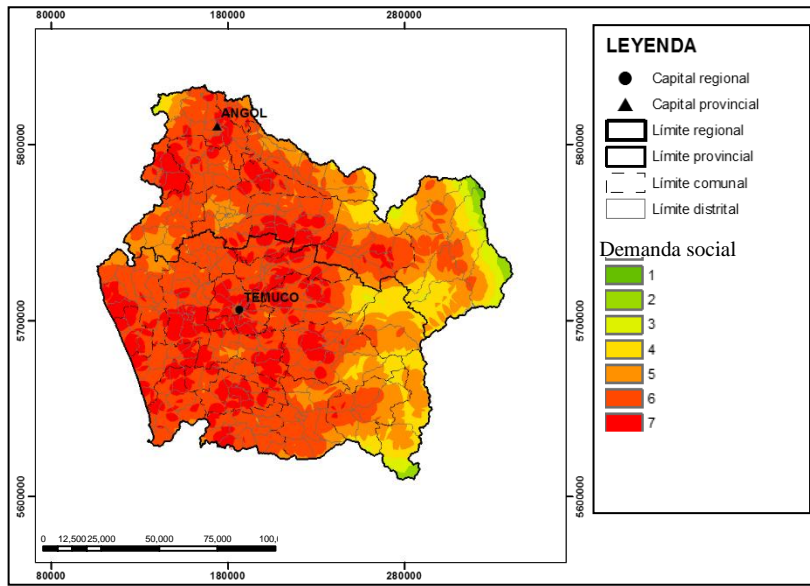 80000 180000 280000
LEYENDA
Capital regional
Capital provincial
Límite regional
Límite provincial
Límite comunal
Límite distrital
Demanda social
1
2
3
4
5
6
7
ANGOL
TEMUCO
5800000 5800000
5700000 5700000
5600000 5600000
0 12,500 25,000 50,000 75,000 100,0
80000 180000 280000